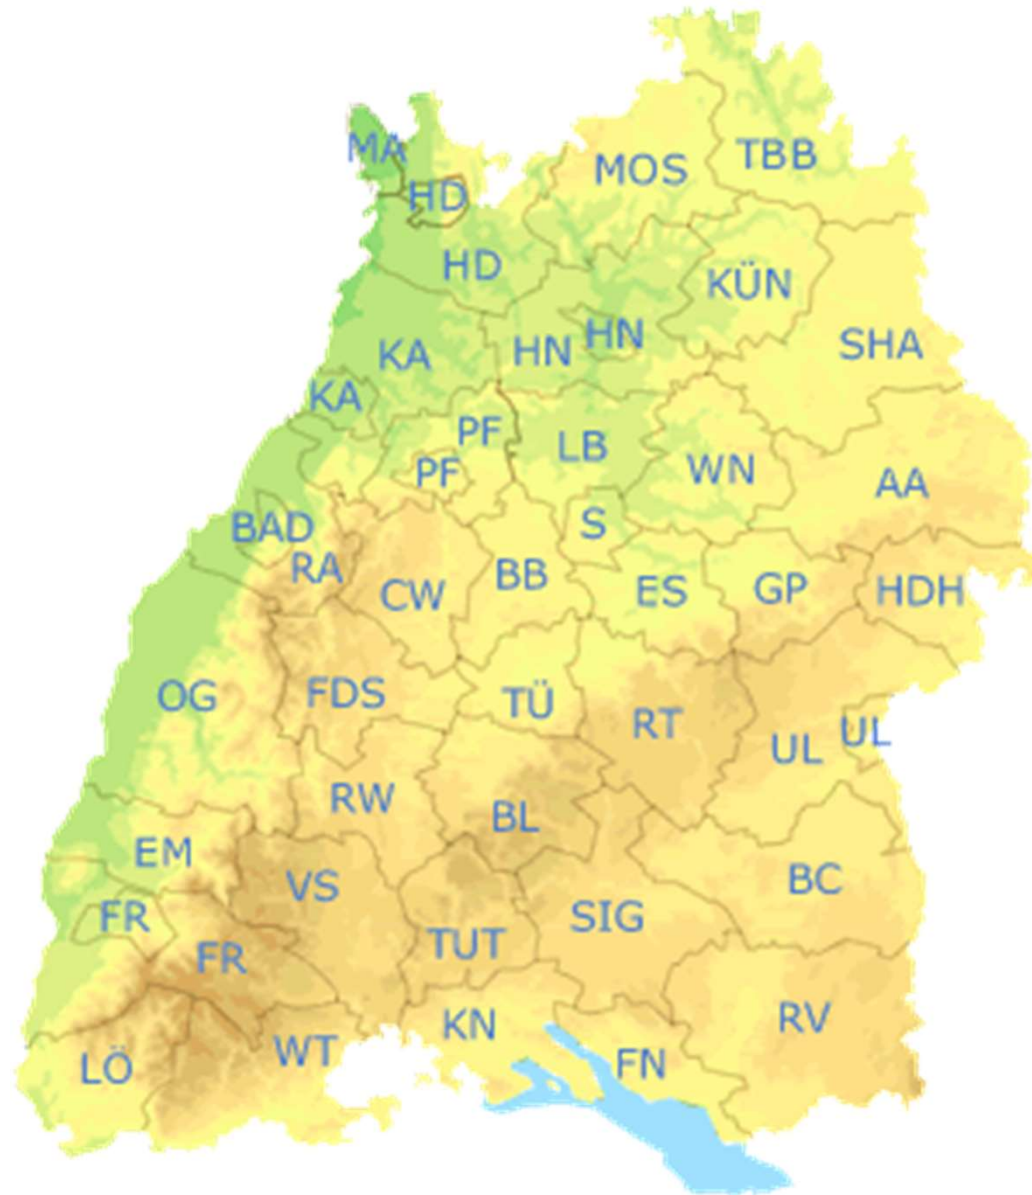 MA
TBB
MOS
HD
HD
KÜN
HN
SHA
HN
KA
KA
PF
LB
PF
WN
AA
S
BAD
RA
BB
GP
ES
HDH
CW
FDS
OG
TÜ
RT
UL
UL
RW
BL
EM
BC
VS
FR
SIG
TUT
FR
RV
KN
WT
FN
LÖ